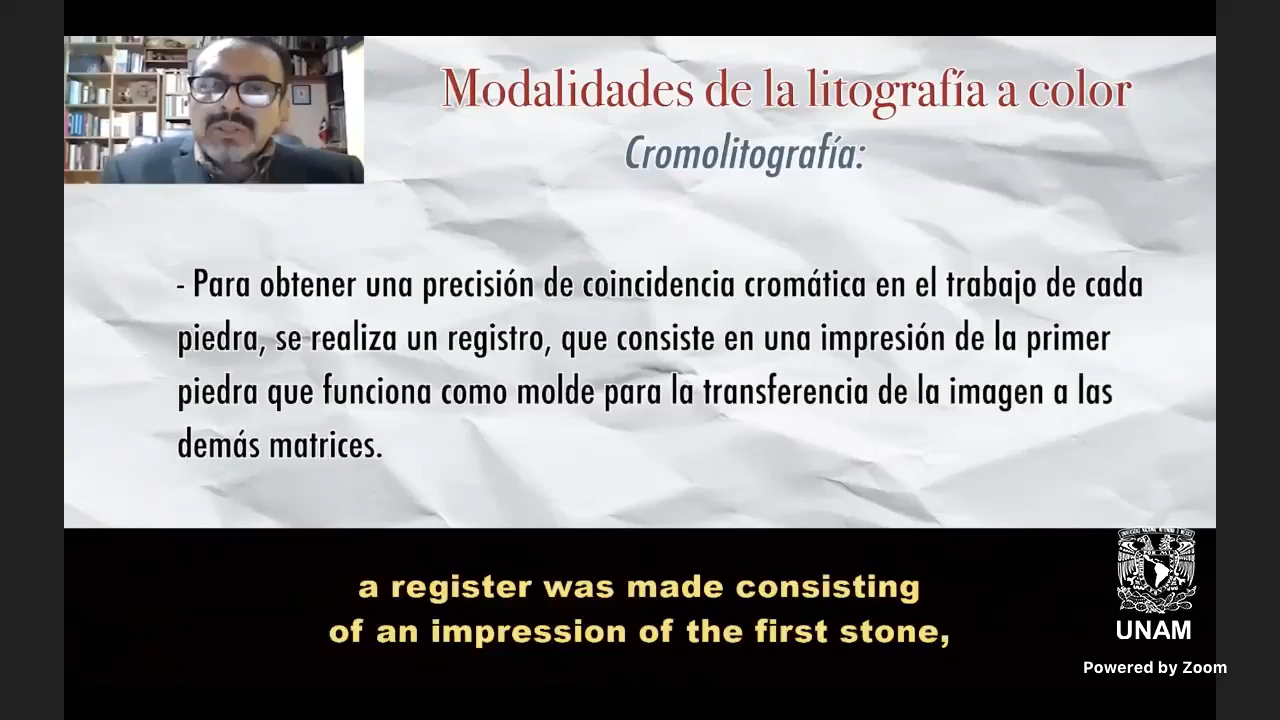 Modalidades de la litografía a color
Cromolitografía:
- Para obtener una precisión de coincidencia cromática en el trabajo de cada
piedra, se realiza un registro, que consiste en una impresión de la primer
piedra que funciona como molde para la transferencia de la imagen a las
demás matrices.
a register was made consisting
of an impression of the first stone,
UNAM
Powered by Zoom